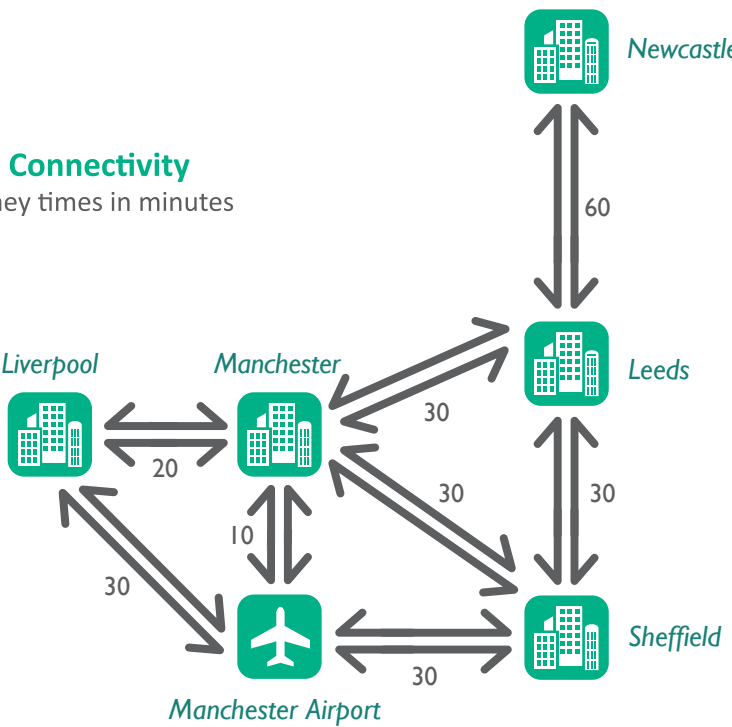 Newcastle
Connectivity
ney times in minutes
60
Liverpool
Manchester
Leeds
30
20
30
30
10
30
Sheffield
30
Manchester Airport